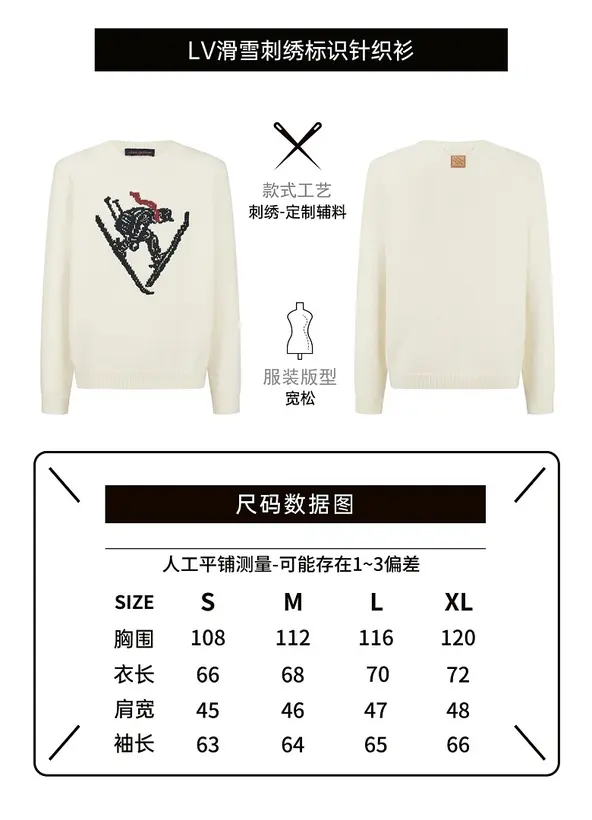 LV滑雪刺绣标识针织衫
款式工艺
刺绣-定制辅料
服装版型
宽松
尺码数据图
人工平铺测量-可能存在1~3偏差
SIZE S M L XL
胸围 108 112 116 120
衣长 66 68 70 72
肩宽 45 46 47 48
袖长 63 64 65 66